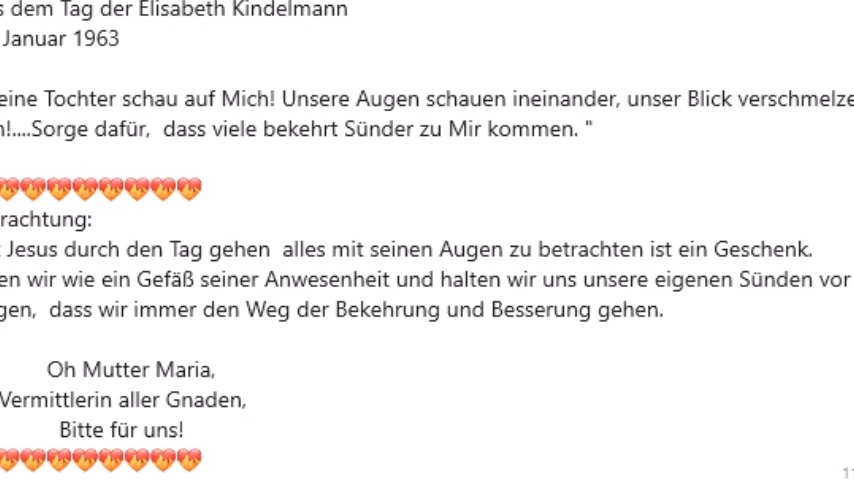 s dem Tag der Elisabeth Kindelmann
Januar 1963
eine Tochter schau auf Mich! Unsere Augen schauen ineinander, unser Blick verschmelze
n!....Sorge dafür, dass viele bekehrt Sünder zu Mir kommen. "
rachtung:
t Jesus durch den Tag gehen alles mit seinen Augen zu betrachten ist ein Geschenk.
en wir wie ein Gefäß seiner Anwesenheit und halten wir uns unsere eigenen Sünden vor
gen, dass wir immer den Weg der Bekehrung und Besserung gehen.
Oh Mutter Maria,
Vermittlerin aller Gnaden,
Bitte für uns!
11